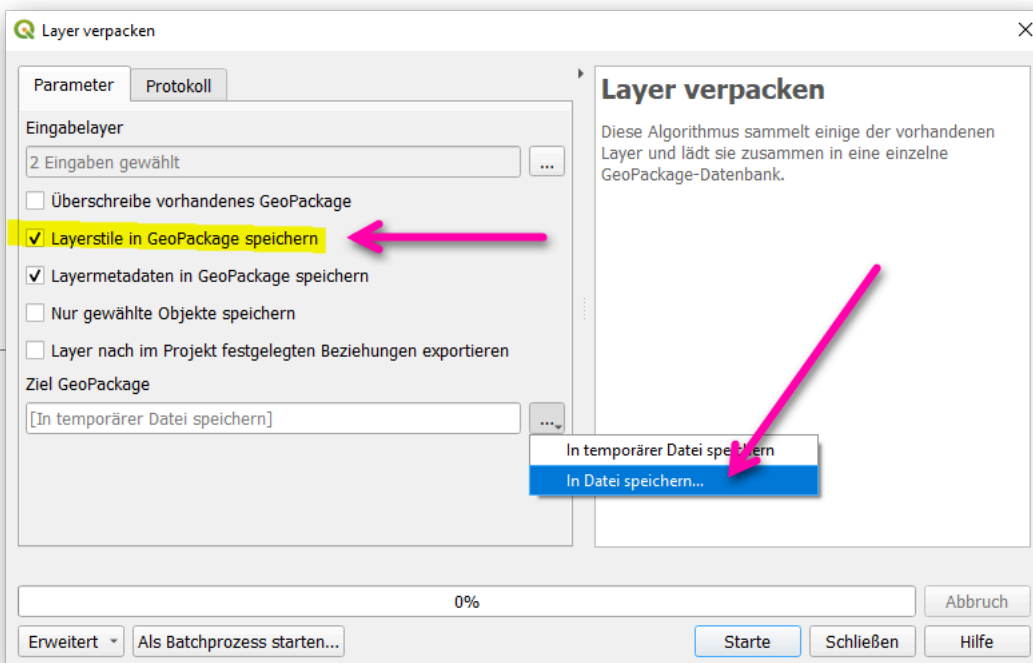 Layer verpacken
Parameter
Protokoll
Eingabelayer
2 Eingaben gewählt
...
Überschreibe vorhandenes GeoPackage
Layerstile in GeoPackage speichern
Layermetadaten in GeoPackage speichern
Nur gewählte Objekte speichern
Layer nach im Projekt festgelegten Beziehungen exportieren
Ziel GeoPackage
[In temporärer Datei speichern]
...
In temporärer Datei speichern
In Datei speichern...
Layer verpacken
Diese Algorithmus sammelt einige der vorhandenen
Layer und lädt sie zusammen in eine einzelne
GeoPackage-Datenbank.
0%
Abbruch
Erweitert
Als Batchprozess starten...
Starte
Schließen
Hilfe